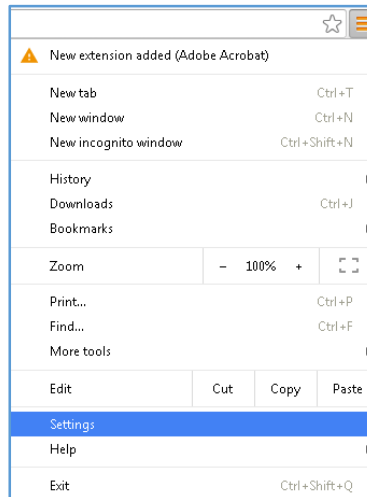 New extension added (Adobe Acrobat)
New tab Ctrl+T
New window Ctrl+N
New incognito window Ctrl+Shift+N
History
Downloads Ctrl+J
Bookmarks
Zoom - 100% +
Print... Ctrl+P
Find... Ctrl+F
More tools
Edit Cut Copy Paste
Settings
Help
Exit Ctrl+Shift+Q